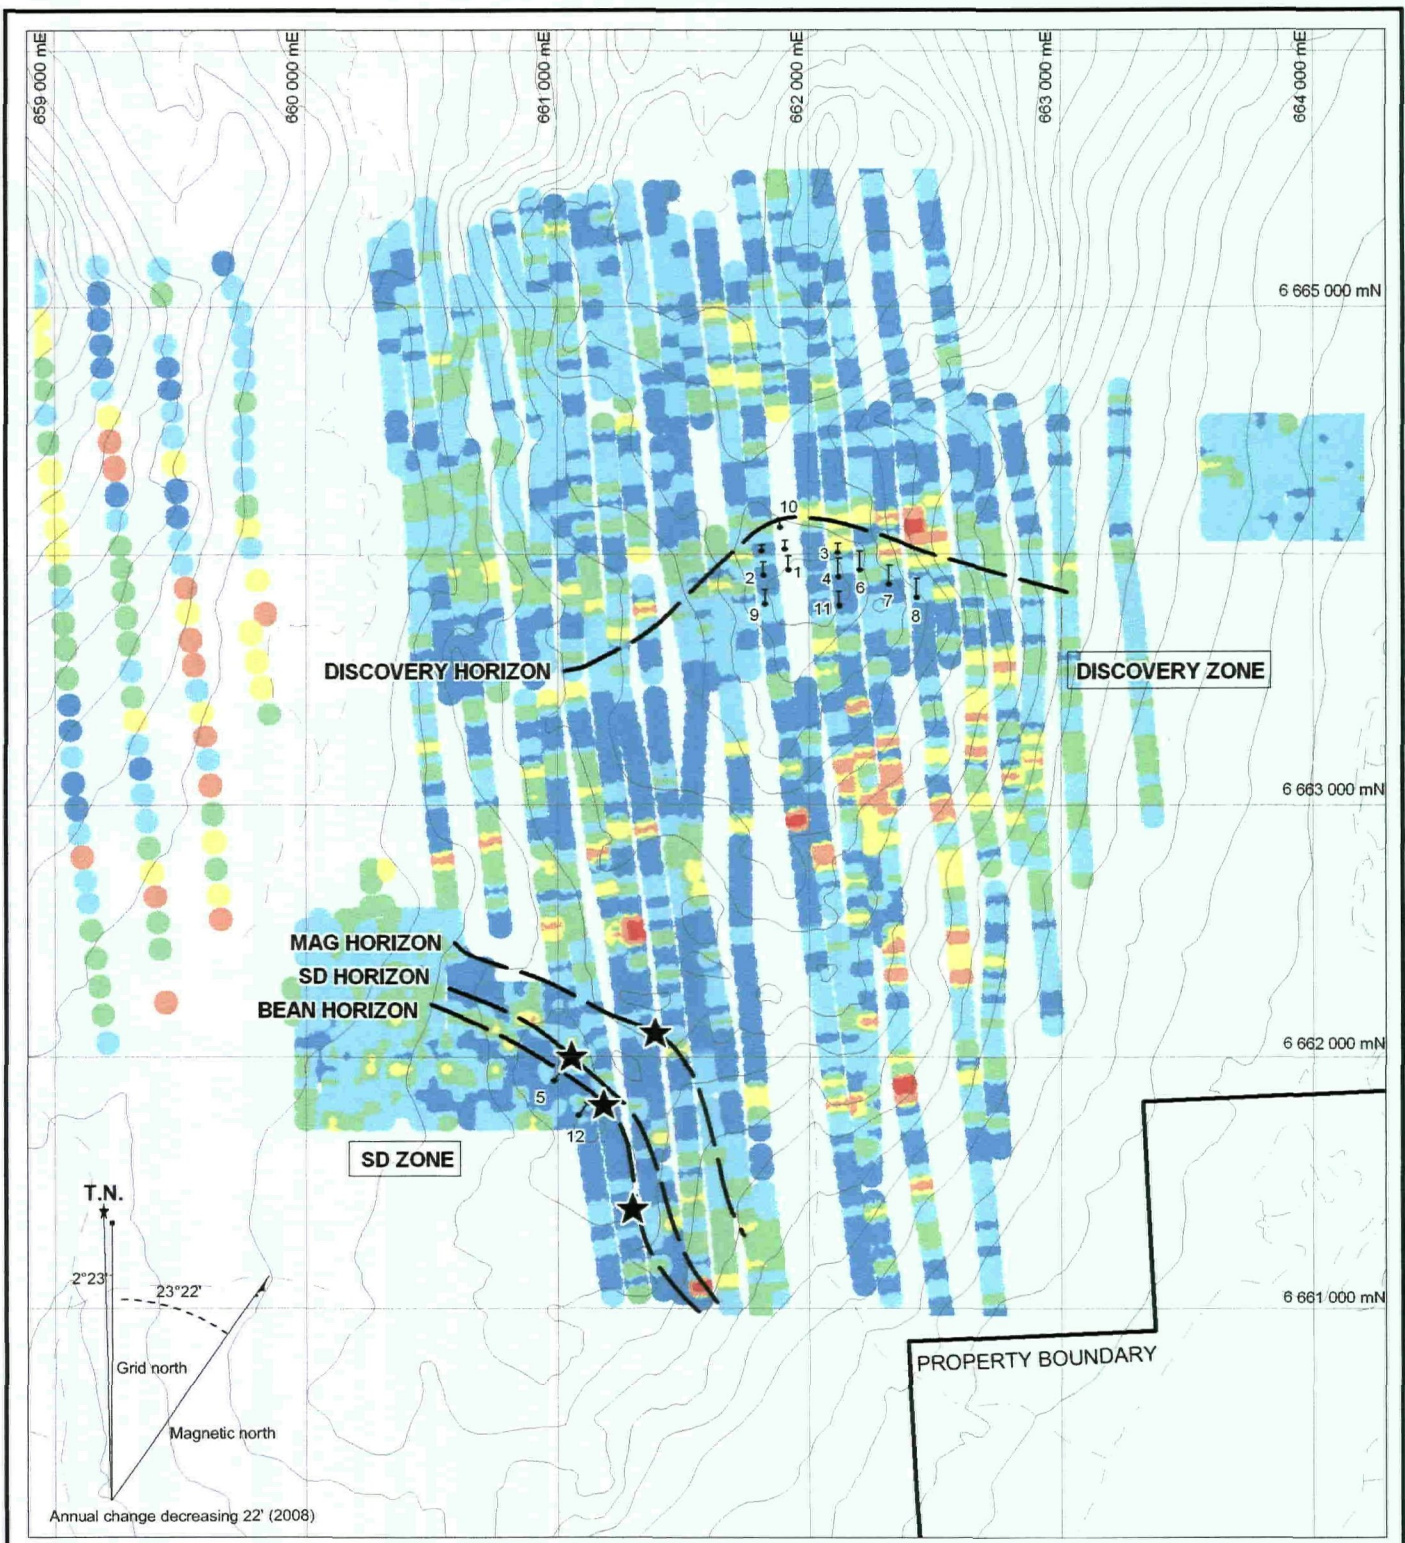 659 000 mE
660 000 mE
661 000 mE
662 000 mE
663 000 mE
664 000 mE
6 665 000 mN
10
3
2
1
4
6
7
9
11
8
DISCOVERY HORIZON
DISCOVERY ZONE
6 663 000 mN
MAG HORIZON
SD HORIZON
BEAN HORIZON
6 662 000 mN
5
12
SD ZONE
T.N.
2°23'
23°22'
6 661 000 mN
PROPERTY BOUNDARY
Grid north
Magnetic north
Annual change decreasing 22' (2008)